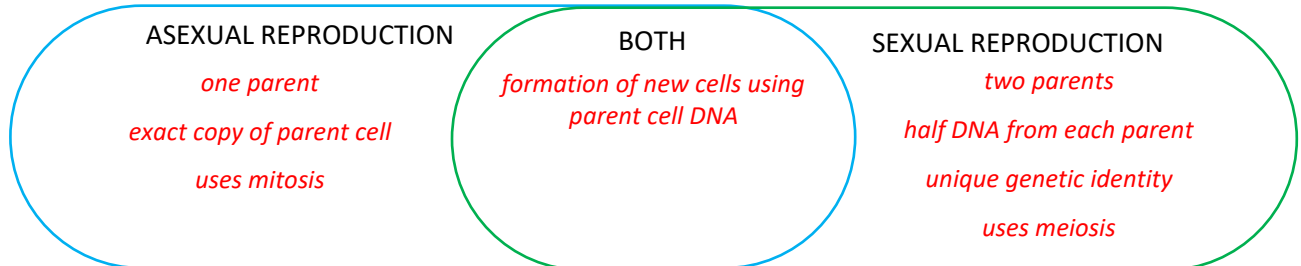 ASEXUAL REPRODUCTION
one parent
exact copy of parent cell
uses mitosis
BOTH
formation of new cells using
parent cell DNA
SEXUAL REPRODUCTION
two parents
half DNA from each parent
unique genetic identity
uses meiosis